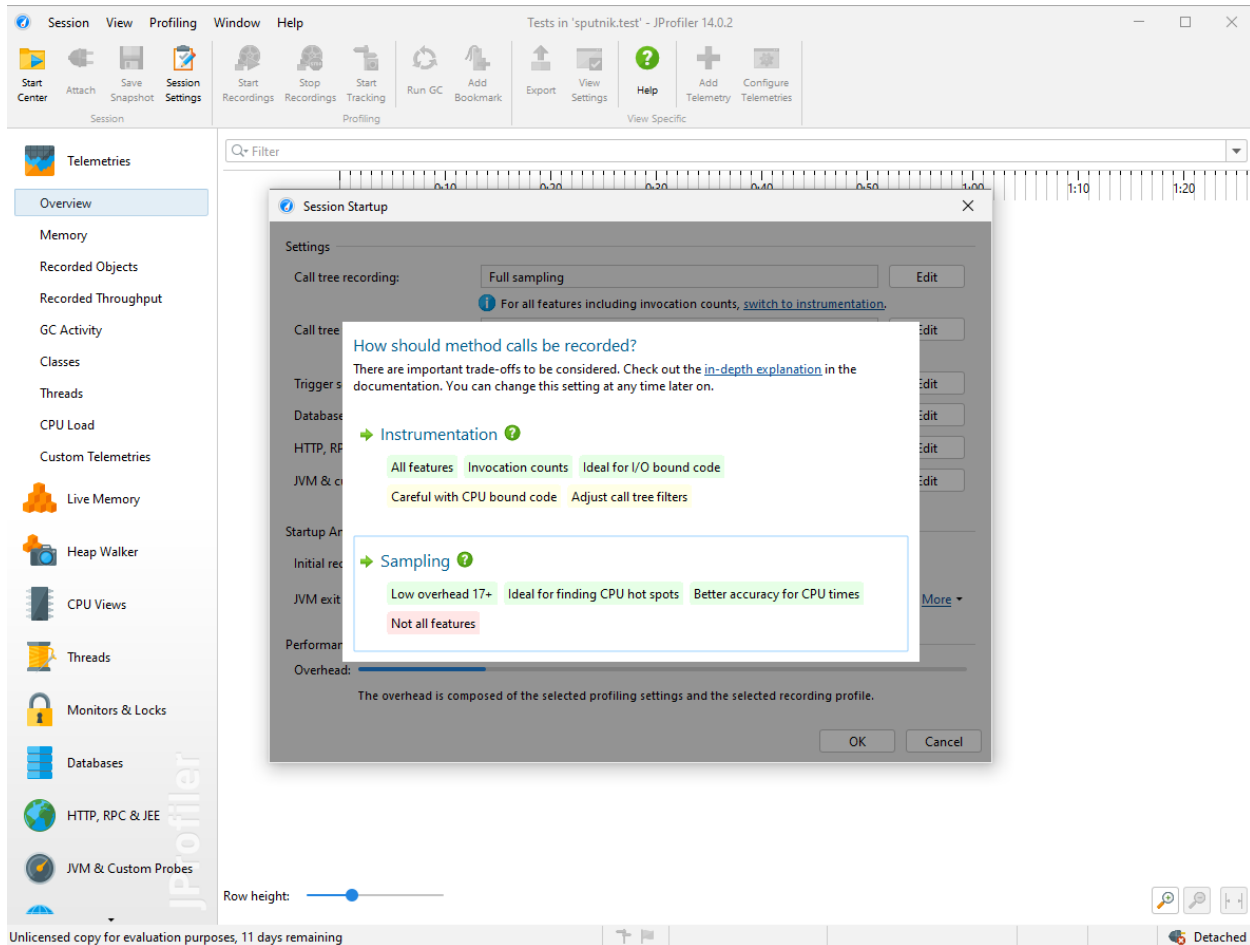 Session View Profiling Window Help
Tests in 'sputnik.test' - JProfiler 14.0.2
Start Center
Attach
Save Snapshot
Session Settings
Start Recordings
Stop Recordings
Start Tracking
Run GC
Add Bookmark
Export
View Settings
Help
Add Telemetry
Configure Telemetries
Session
Profiling
View Specific
Telemetries
Overview
Memory
Recorded Objects
Recorded Throughput
GC Activity
Classes
Threads
CPU Load
Custom Telemetries
Live Memory
Heap Walker
CPU Views
Threads
Monitors & Locks
Databases
HTTP, RPC & JEE
JVM & Custom Probes
JProfiler
Filter
0:10 0:20 0:30 0:40 0:50 1:00 1:10 1:20
Session Startup
Settings
Call tree recording:
Full sampling
Edit
For all features including invocation counts, switch to instrumentation.
Call tree
Edit
Trigger s
Edit
Database
Edit
HTTP, RP
Edit
JVM & c
Edit
Startup An
Initial rec
JVM exit
More
Performan
Overhead:
The overhead is composed of the selected profiling settings and the selected recording profile.
OK
Cancel
How should method calls be recorded?
There are important trade-offs to be considered. Check out the in-depth explanation in the
documentation. You can change this setting at any time later on.
Instrumentation
All features Invocation counts Ideal for I/O bound code
Careful with CPU bound code Adjust call tree filters
Sampling
Low overhead 17+ Ideal for finding CPU hot spots Better accuracy for CPU times
Not all features
Row height:
Unlicensed copy for evaluation purposes, 11 days remaining
Detached